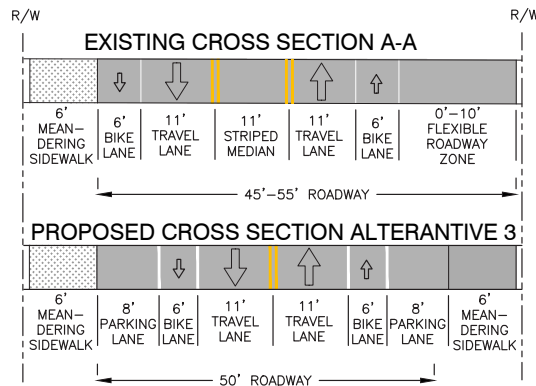 R/W
R/W
EXISTING CROSS SECTION A-A
6'
MEAN-
DERING
SIDEWALK
6'
BIKE
LANE
11'
TRAVEL
LANE
11'
STRIPED
MEDIAN
11'
TRAVEL
LANE
6'
BIKE
LANE
0'-10'
FLEXIBLE
ROADWAY
ZONE
45'-55' ROADWAY
PROPOSED CROSS SECTION ALTERANTIVE 3
6'
MEAN-
DERING
SIDEWALK
8'
PARKING
LANE
6'
BIKE
LANE
11'
TRAVEL
LANE
11'
TRAVEL
LANE
6'
BIKE
LANE
8'
PARKING
LANE
6'
MEAN-
DERING
SIDEWALK
50' ROADWAY